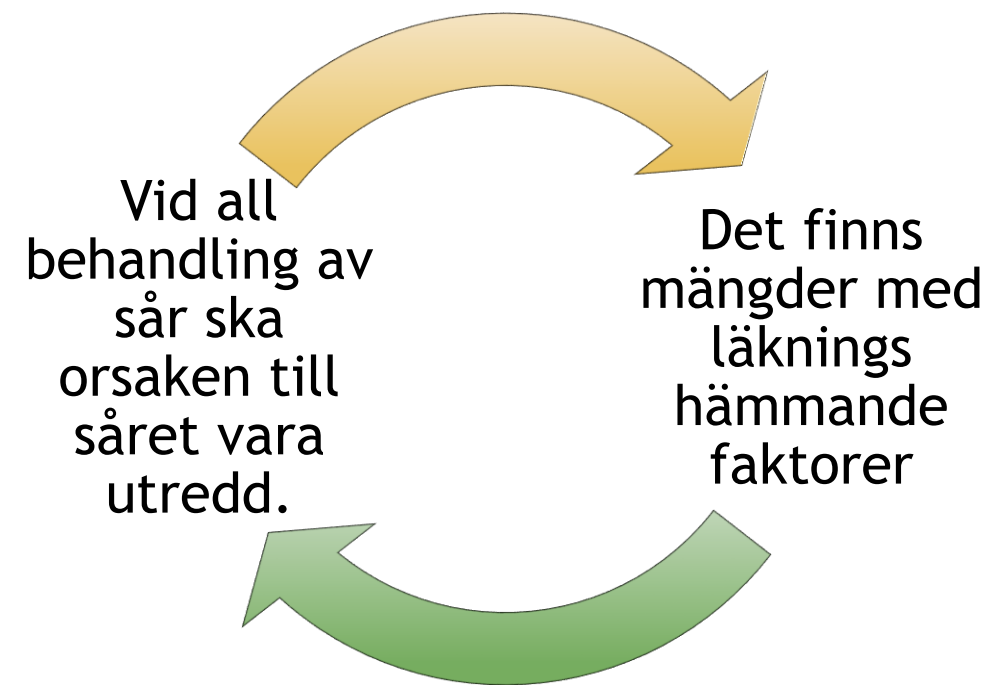 Vid all
behandling av
sår ska
orsaken till
såret vara
utredd.
Det finns
mängder med
läknings
hämmande
faktorer